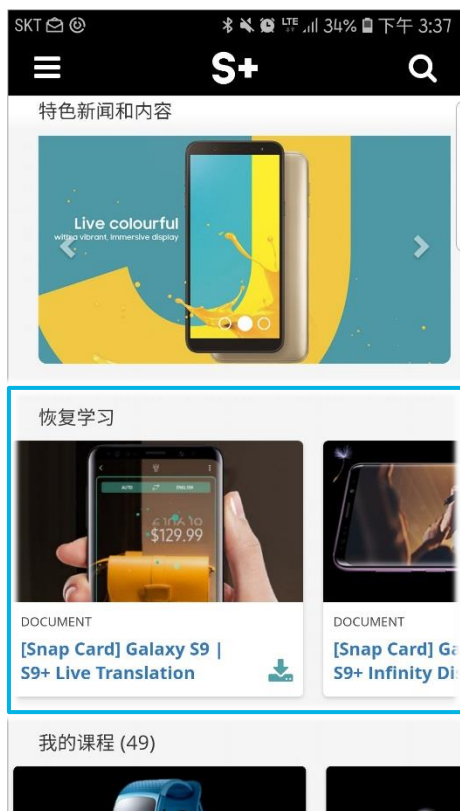 SKT LTE 34% 下午 3:37
S+
特色新闻和内容
Live colourful
with a vibrant, immersive display
恢复学习
AUTO ENGLISH
$129.99
DOCUMENT
[Snap Card] Galaxy S9 |
S9+ Live Translation
DOCUMENT
[Snap Card] Ga
S9+ Infinity Di
我的课程 (49)